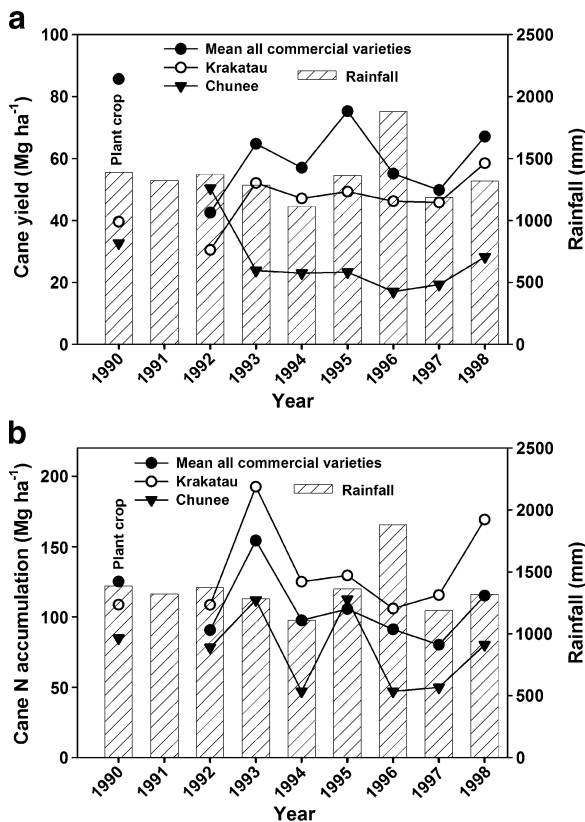 a
Mean all commercial varieties
Krakatau
Chunee
Rainfall
Plant crop
Cane yield (Mg ha⁻¹)
100
80
60
40
20
0
Rainfall (mm)
2500
2000
1500
1000
500
0
1990
1991
1992
1993
1994
1995
1996
1997
1998
Year
b
Mean all commercial varieties
Krakatau
Chunee
Rainfall
Plant crop
Cane N accumulation (Mg ha⁻¹)
200
150
100
50
0
Rainfall (mm)
2500
2000
1500
1000
500
0
1990
1991
1992
1993
1994
1995
1996
1997
1998
Year